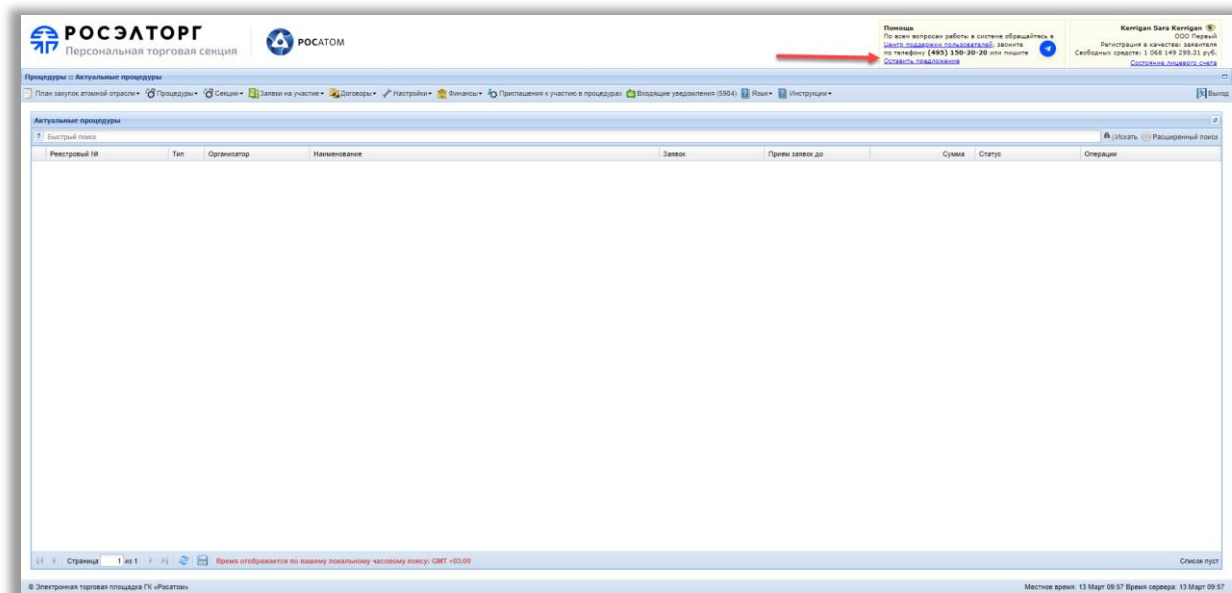 РОСЭЛТОРГ
Персональная торговая секция
РОСАТОМ
Помощь
По всем вопросам работы в системе обращайтесь в
Центр поддержки пользователей, звоните
по телефону (495) 150-20-20 или пишите
Оставить предложение
Kerrigan Sara Kerrigan
ООО Первый
Регистрация в качестве: заявителя
Свободных средств: 1 068 149 299,31 руб.
Состояние лицевого счета
Процедуры :: Актуальные процедуры
План закупок атомной отрасли Процедуры Секции Заявки на участие Договоры Настройки Финансы Приглашения к участию в процедурах Входящие уведомления (5984) Язык Инструкции Выход
Актуальные процедуры
? Быстрый поиск Искать Расширенный поиск
Реестровый № Тип Организатор Наименование Заявок Прием заявок до Сумма Статус Операции
Страница 1 из 1 Время отображается по вашему локальному часовому поясу: GMT +03:00 Список пуст
© Электронная торговая площадка ГК «Росатом» Местное время: 13 Март 09:57 Время сервера: 13 Март 09:57